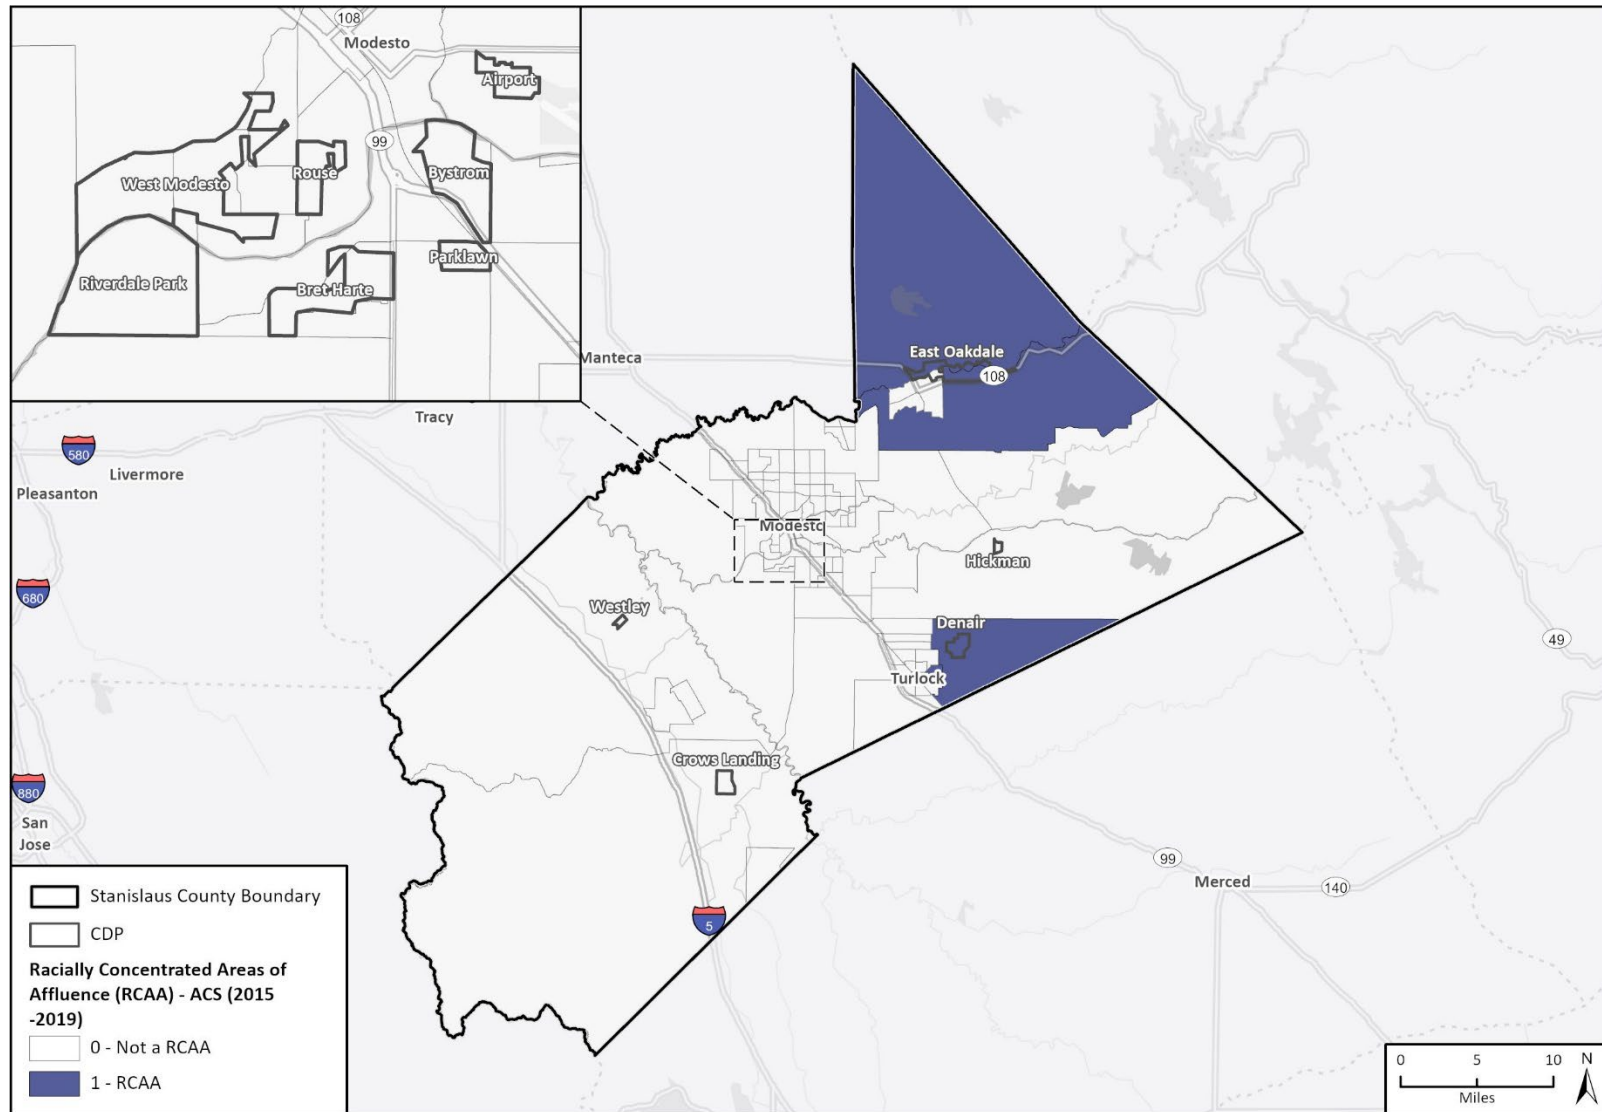 108
Modesto
Airport
99
West Modesto
Rouse
Bystrom
Parklawn
Riverdale Park
Bret Harte
Manteca
East Oakdale
108
Tracy
580
Livermore
Pleasanton
Modesto
Hickman
680
Westley
Denair
49
Turlock
Crows Landing
880
San
Jose
99
Merced
140
5
Stanislaus County Boundary
CDP
Racially Concentrated Areas of
Affluence (RCAA) - ACS (2015
-2019)
0 - Not a RCAA
1 - RCAA
0 5 10
Miles
N